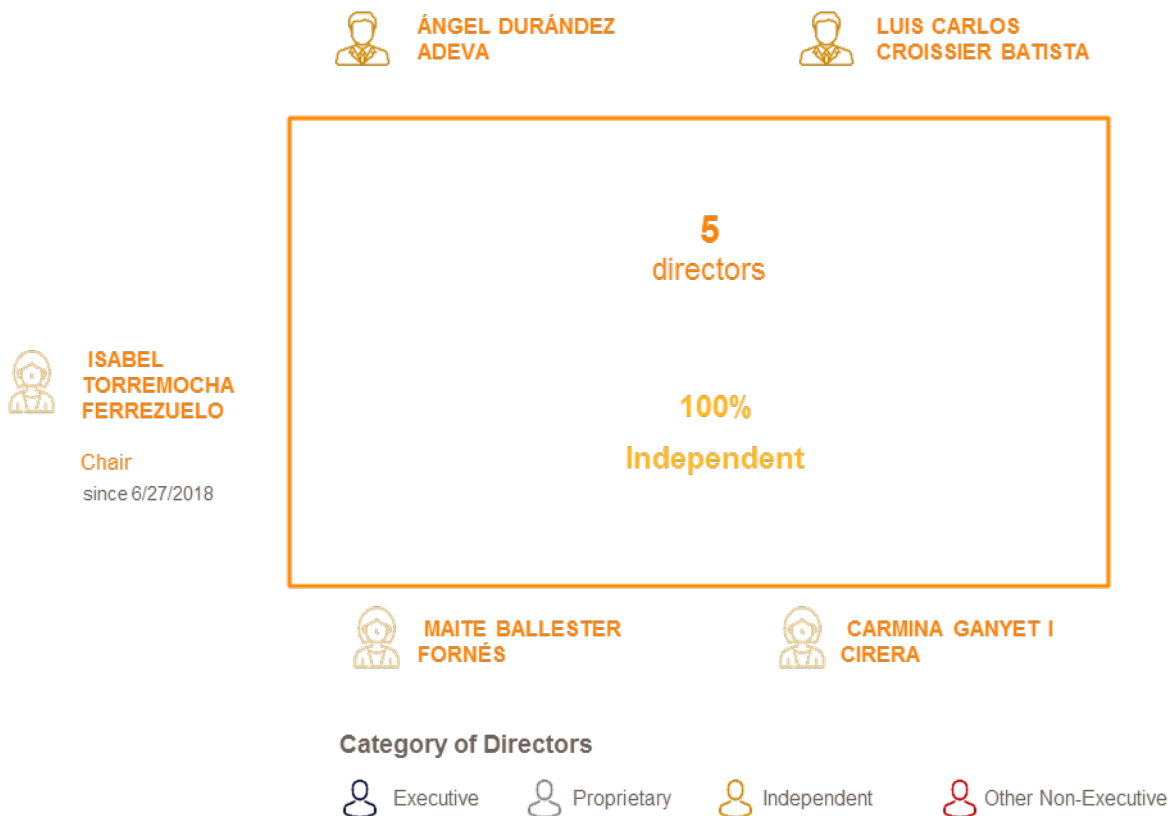 ÁNGEL DURÁNDEZ
ADEVA
LUIS CARLOS
CROISSIER BATISTA
5
directors
ISABEL
TORREMOCHA
FERREZUELO
Chair
since 6/27/2018
100%
Independent
MAITE BALLESTER
FORNÉS
CARMINA GANYET I
CIRERA
Category of Directors
Executive
Proprietary
Independent
Other Non-Executive